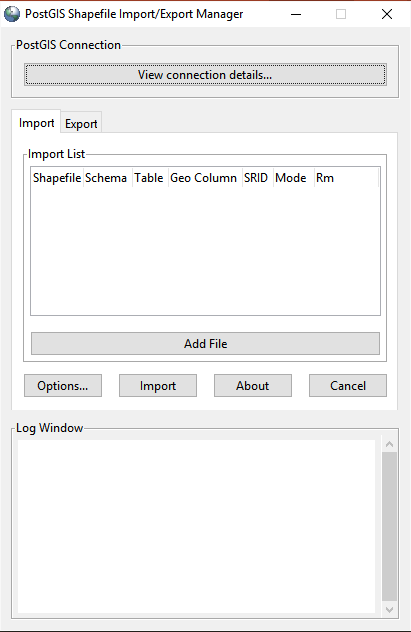 PostGIS Shapefile Import/Export Manager
PostGIS Connection
View connection details...
Import Export
Import List
Shapefile Schema Table Geo Column SRID Mode Rm
Add File
Options... Import About Cancel
Log Window